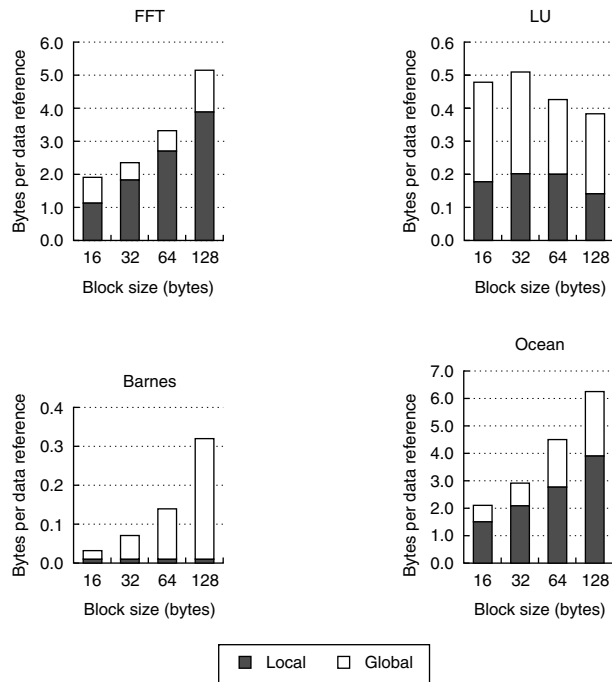 FFT
Bytes per data reference
6.0
5.0
4.0
3.0
2.0
1.0
0.0
16 32 64 128
Block size (bytes)
LU
Bytes per data reference
0.6
0.5
0.4
0.3
0.2
0.1
0.0
16 32 64 128
Block size (bytes)
Barnes
Bytes per data reference
0.4
0.3
0.2
0.1
0.0
16 32 64 128
Block size (bytes)
Ocean
Bytes per data reference
7.0
6.0
5.0
4.0
3.0
2.0
1.0
0.0
16 32 64 128
Block size (bytes)
Local Global